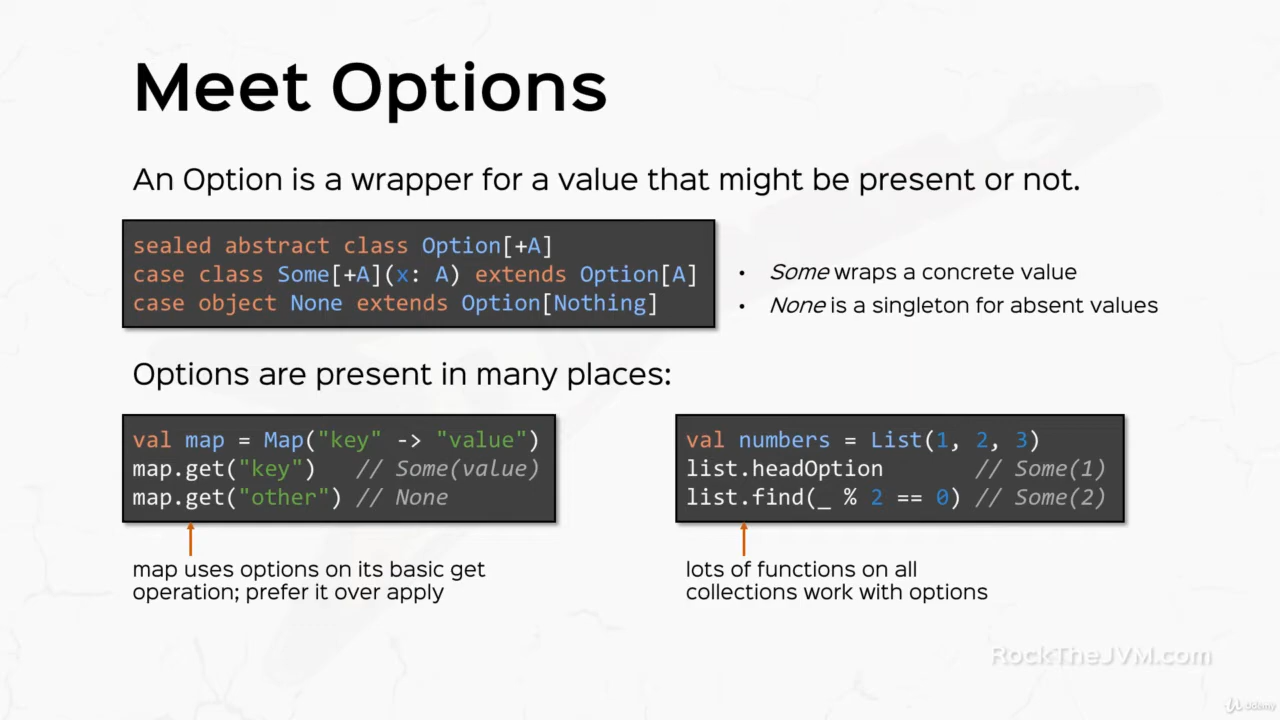 Meet Options
An Option is a wrapper for a value that might be present or not.
sealed abstract class Option[+A]
case class Some[+A](x: A) extends Option[A]
case object None extends Option[Nothing]
• Some wraps a concrete value
• None is a singleton for absent values
Options are present in many places:
val map = Map("key" -> "value")
map.get("key") // Some(value)
map.get("other") // None
map uses options on its basic get
operation; prefer it over apply
val numbers = List(1, 2, 3)
list.headOption // Some(1)
list.find(_ % 2 == 0) // Some(2)
lots of functions on all
collections work with options
RockTheJVM.com
Udemy